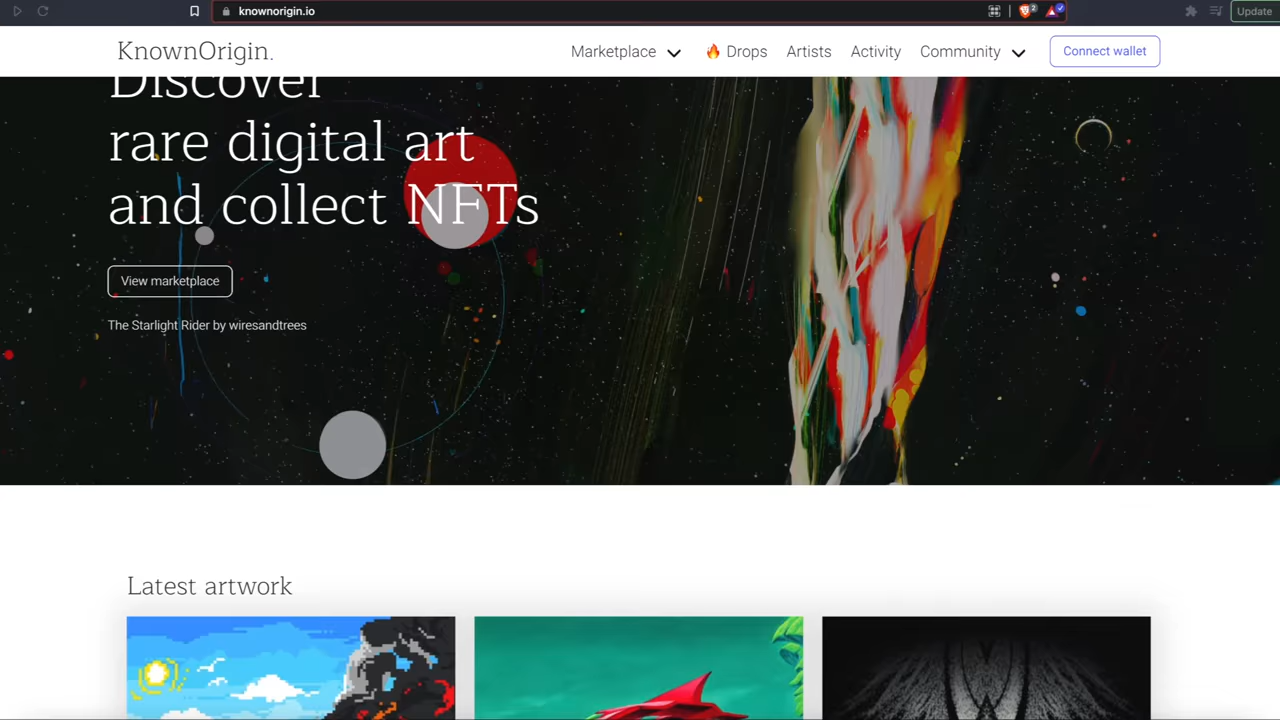 knownorigin.io
2
Update
KnownOrigin.
Marketplace
🔥 Drops
Artists
Activity
Community
Connect wallet
Discover
rare digital art
and collect NFTs
View marketplace
The Starlight Rider by wiresandtrees
Latest artwork